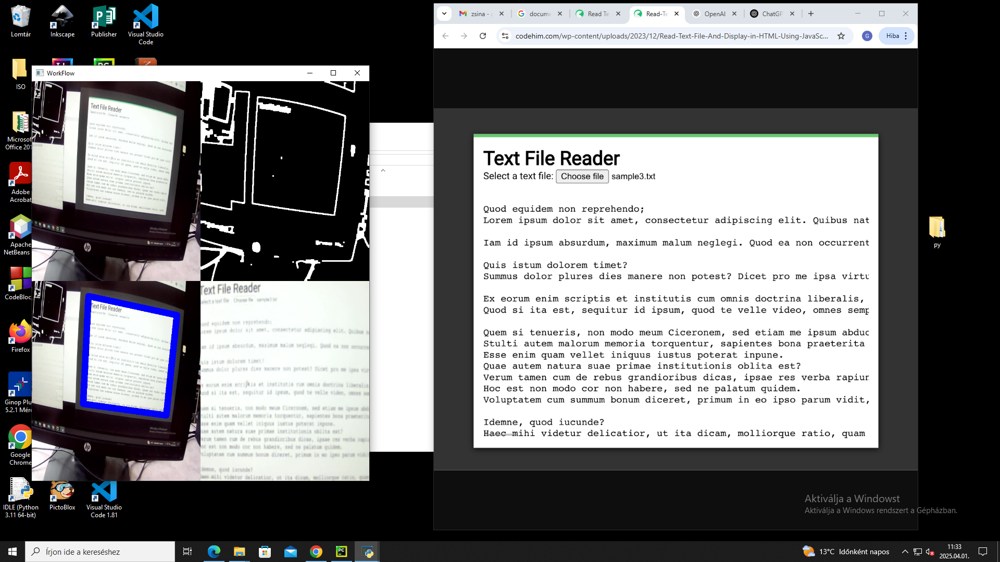 Lomtár
Inkscape
Publisher
Visual Studio
Code
ISO
Microsof
Office 201
Adobe
Acrobat
Apache
NetBeans
CodeBloc
Firefox
Ginop Plu
5.2.1 Méré
Google
Chrome
IDLE (Python
3.11 64-bit)
PictoBlox
Visual Studio
Code 1.81
py
WorkFlow
Text File Reader
Text File Reader
Text File Reader
zsina - g
docume
Read Te
Read-Te
OpenAI
ChatGP
codehim.com/wp-content/uploads/2023/12/Read-Text-File-And-Display-in-HTML-Using-JavaSc...
G
Hiba
Text File Reader
Select a text file: Choose file sample3.txt
Quod equidem non reprehendo;
Lorem ipsum dolor sit amet, consectetur adipiscing elit. Quibus nat
Iam id ipsum absurdum, maximum malum neglegi. Quod ea non occurrent
Quis istum dolorem timet?
Summus dolor plures dies manere non potest? Dicet pro me ipsa virtu
Ex eorum enim scriptis et institutis cum omnis doctrina liberalis,
Quod si ita est, sequitur id ipsum, quod te velle video, omnes semp
Quem si tenueris, non modo meum Ciceronem, sed etiam me ipsum abduc
Stulti autem malorum memoria torquentur, sapientes bona praeterita
Esse enim quam vellet iniquus iustus poterat inpune.
Quae autem natura suae primae institutionis oblita est?
Verum tamen cum de rebus grandioribus dicas, ipsae res verba rapiun
Hoc est non modo cor non habere, sed ne palatum quidem.
Voluptatem cum summum bonum diceret, primum in eo ipso parum vidit,
Idemne, quod iucunde?
Haec mihi videtur delicatior, ut ita dicam, molliorque ratio, quam
Aktiválja a Windowst
Aktiválja a Windows rendszert a Gépházban.
Írjon ide a kereséshez
13°C Időnként napos
11:33
2025.04.01.